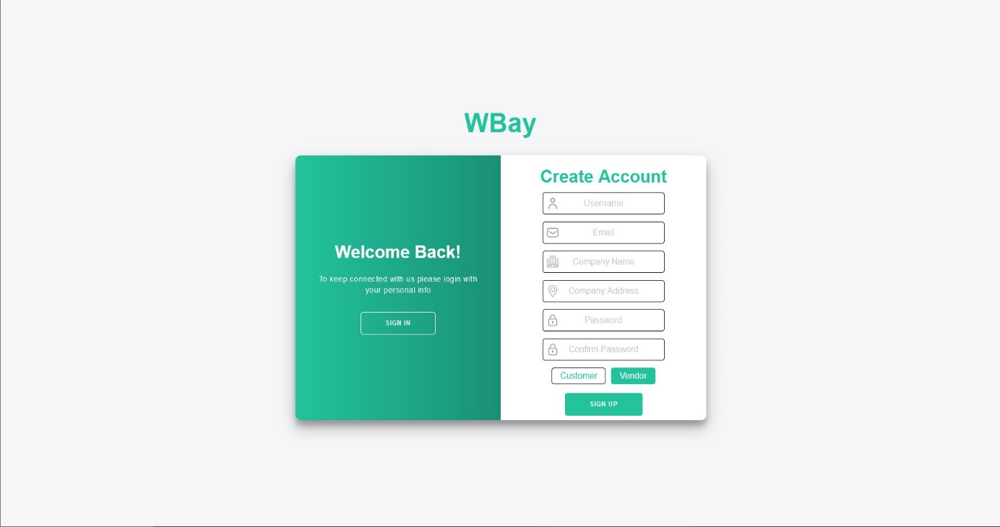 WBay
Welcome Back!
To keep connected with us please login with
your personal info
SIGN IN
Create Account
Username
Email
Company Name
Company Address
Password
Confirm Password
Customer Vendor
SIGN UP